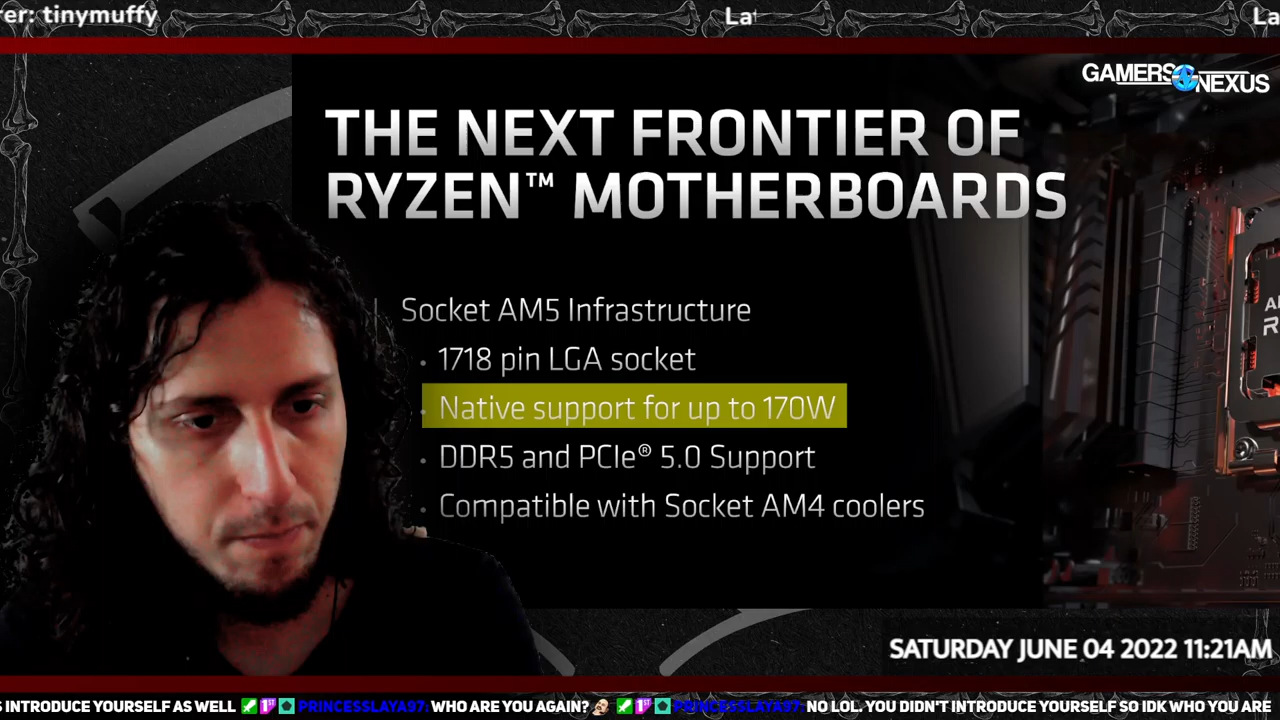 rer: tinymuffy
La
La
GAMERS NEXUS
THE NEXT FRONTIER OF
RYZEN™ MOTHERBOARDS
Socket AM5 Infrastructure
• 1718 pin LGA socket
• Native support for up to 170W
• DDR5 and PCIe® 5.0 Support
• Compatible with Socket AM4 coolers
SATURDAY JUNE 04 2022 11:21AM
S INTRODUCE YOURSELF AS WELL 1ST PRINCESSLAYA97: WHO ARE YOU AGAIN? 1ST PRINCESSLAYA97: NO LOL. YOU DIDN'T INTRODUCE YOURSELF SO IDK WHO YOU ARE